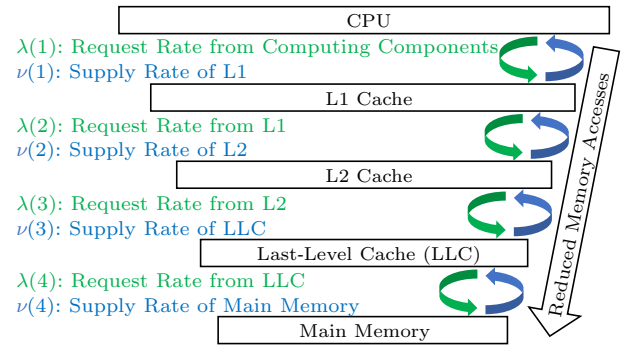 CPU
λ(1): Request Rate from Computing Components
ν(1): Supply Rate of L1
L1 Cache
λ(2): Request Rate from L1
ν(2): Supply Rate of L2
L2 Cache
λ(3): Request Rate from L2
ν(3): Supply Rate of LLC
Last-Level Cache (LLC)
λ(4): Request Rate from LLC
ν(4): Supply Rate of Main Memory
Main Memory
Reduced Memory Accesses